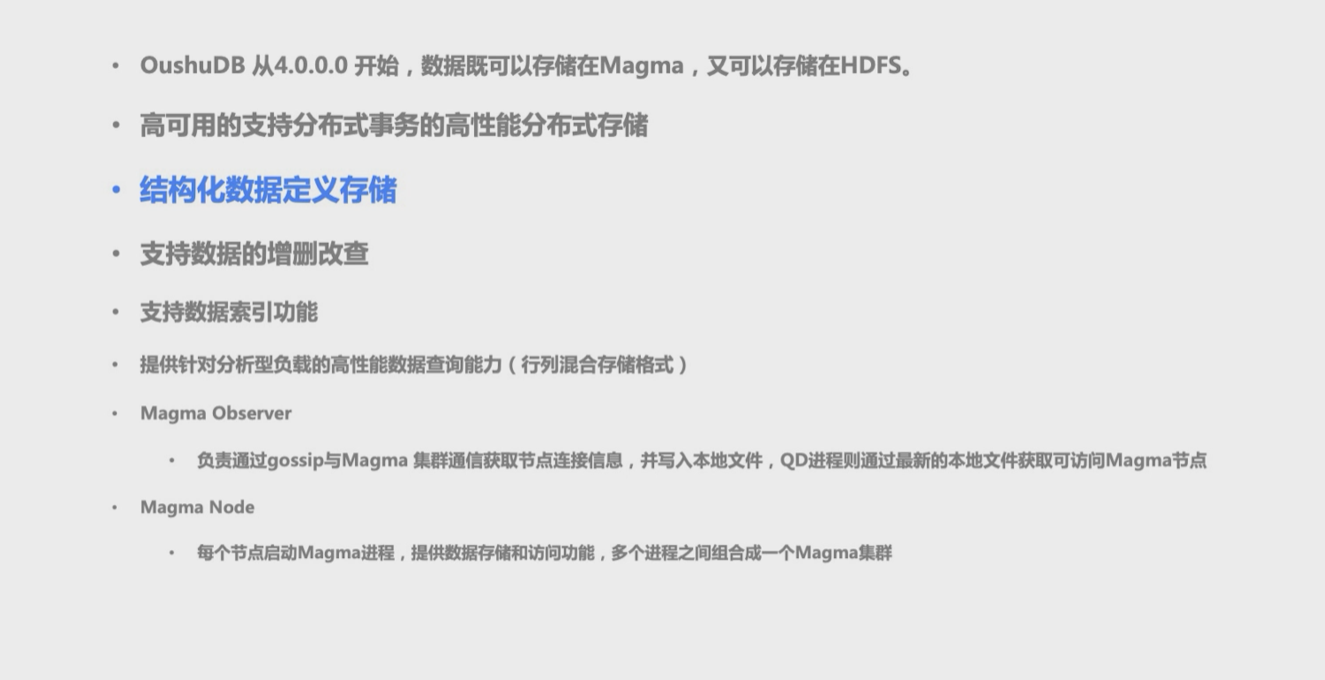 • OushuDB 从4.0.0.0 开始，数据既可以存储在Magma，又可以存储在HDFS。
• 高可用的支持分布式事务的高性能分布式存储
• 结构化数据定义存储
• 支持数据的增删改查
• 支持数据索引功能
• 提供针对分析型负载的高性能数据查询能力（行列混合存储格式）
• Magma Observer
• 负责通过gossip与Magma 集群通信获取节点连接信息，并写入本地文件，QD进程则通过最新的本地文件获取可访问Magma节点
• Magma Node
• 每个节点启动Magma进程，提供数据存储和访问功能，多个进程之间组合成一个Magma集群